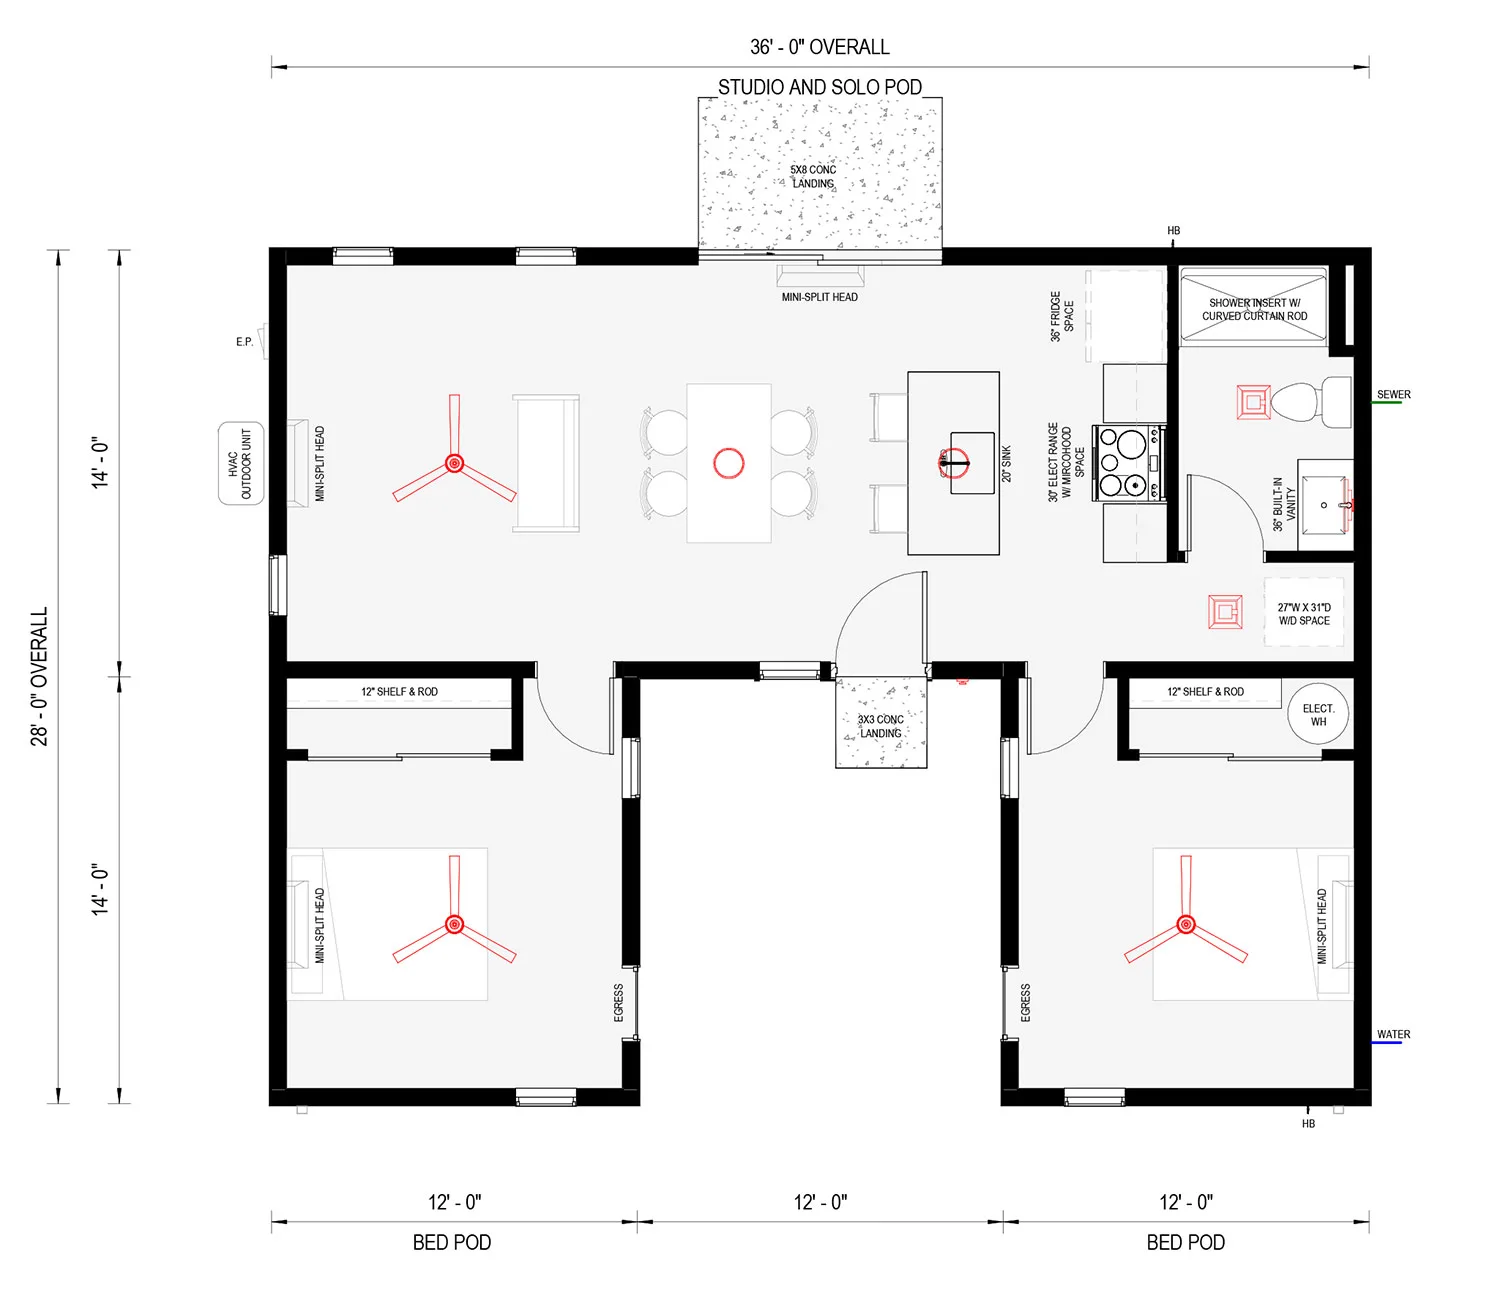 36' - 0" OVERALL
STUDIO AND SOLO POD
5X8 CONC
LANDING
HB
MINI-SPLIT HEAD
36" FRIDGE
SPACE
SHOWER INSERT W/
CURVED CURTAIN ROD
E.P.
SEWER
HVAC
OUTDOOR UNIT
MINI-SPLIT HEAD
14' - 0"
20" SINK
30" ELECT RANGE
W/ MIRCOHOOD
SPACE
36" BUILT-IN
VANITY
27"W X 31"D
W/D SPACE
28' - 0" OVERALL
12" SHELF & ROD
3X3 CONC
LANDING
12" SHELF & ROD
ELECT.
WH
14' - 0"
MINI-SPLIT HEAD
EGRESS
EGRESS
MINI-SPLIT HEAD
WATER
HB
12' - 0"
12' - 0"
12' - 0"
BED POD
BED POD